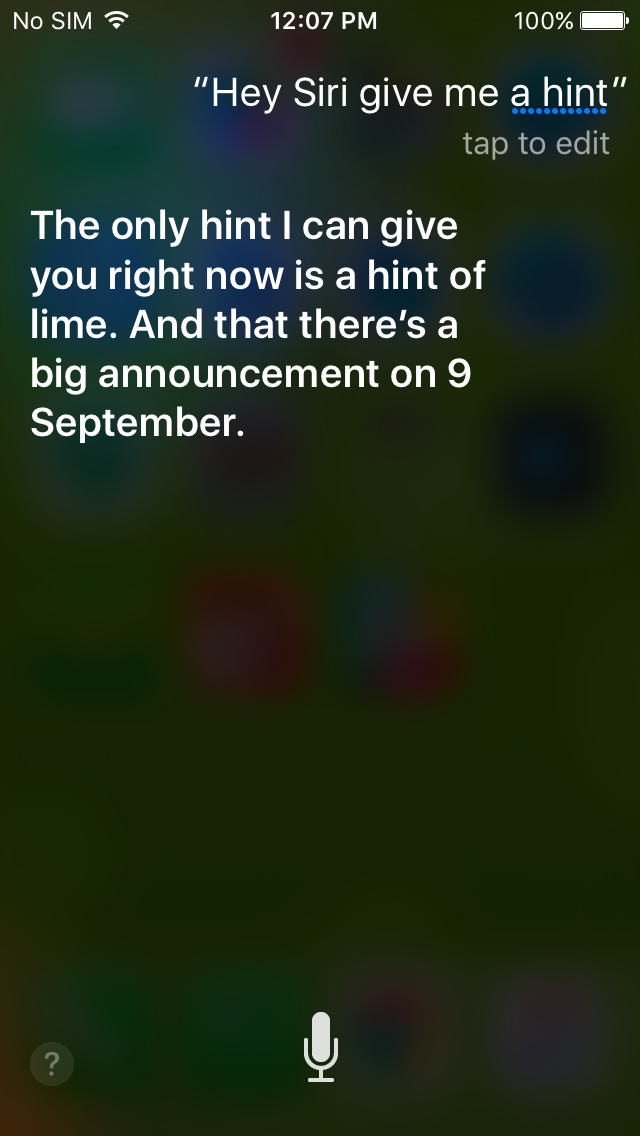 No SIM 12:07 PM 100%
“Hey Siri give me a hint”
tap to edit
The only hint I can give
you right now is a hint of
lime. And that there’s a
big announcement on 9
September.
?